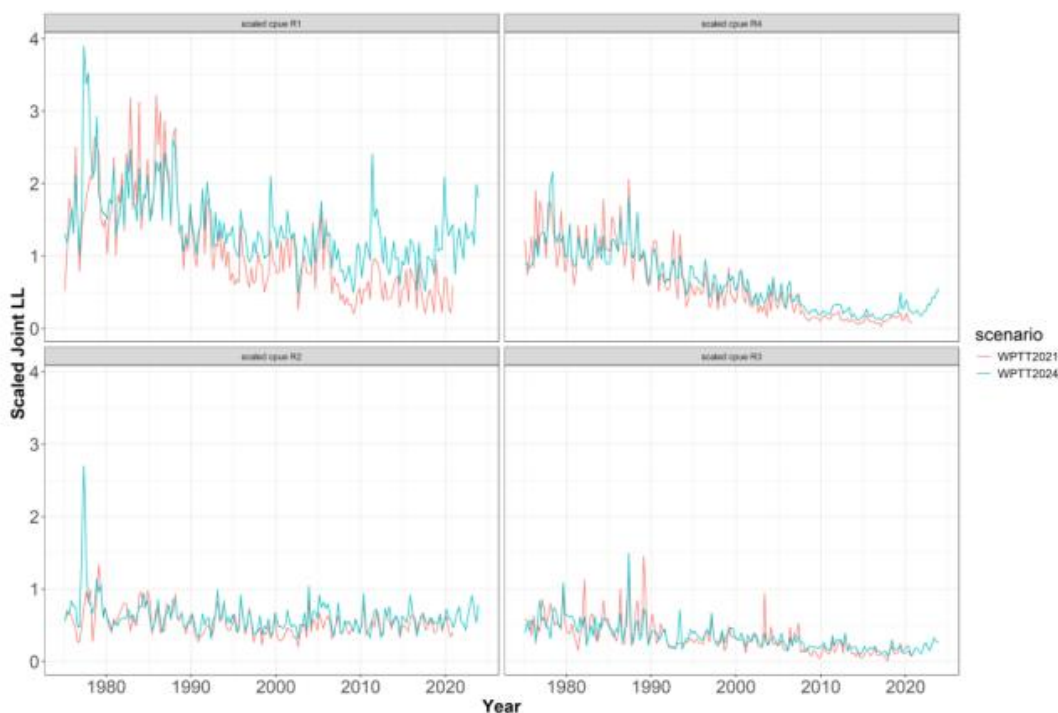 scaled cpue R1
scaled cpue R4
4
3
2
1
0
scaled cpue R2
scaled cpue R3
4
3
2
1
0
1980 1990 2000 2010 2020
1980 1990 2000 2010 2020
Scaled Joint LL
Year
scenario
WPTT2021
WPTT2024